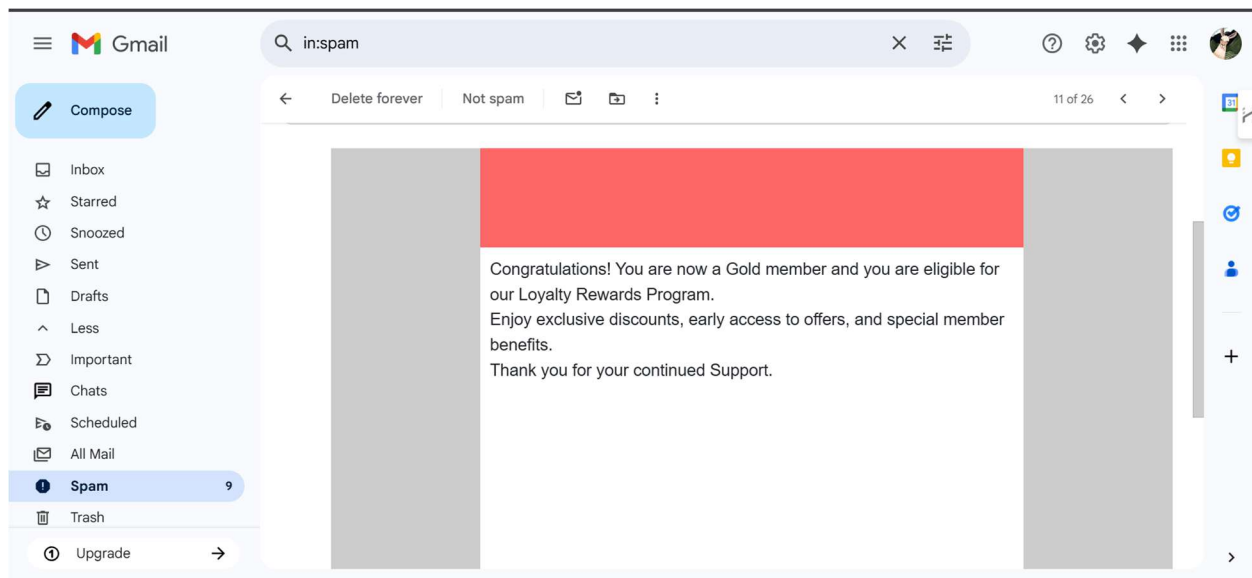 Gmail
in:spam
Compose
Delete forever
Not spam
11 of 26
31
Inbox
Starred
Snoozed
Sent
Drafts
Less
Important
Chats
Scheduled
All Mail
Spam 9
Trash
1 Upgrade
Congratulations! You are now a Gold member and you are eligible for
our Loyalty Rewards Program.
Enjoy exclusive discounts, early access to offers, and special member
benefits.
Thank you for your continued Support.